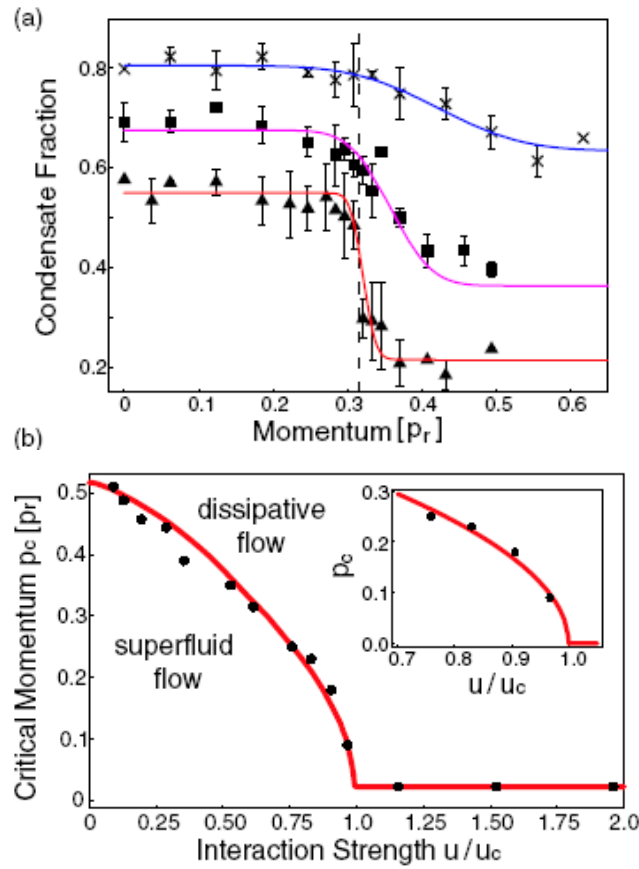 (a)
0.8
0.6
0.4
0.2
Condensate Fraction
0 0.1 0.2 0.3 0.4 0.5 0.6
Momentum [pr]
(b)
0.5
0.4
0.3
0.2
0.1
0
Critical Momentum pc [pr]
dissipative
flow
superfluid
flow
0.3
0.2
0.1
0.0
pc
0.7 0.8 0.9 1.0
u / uc
0 0.25 0.50 0.75 1.0 1.25 1.50 1.75 2.0
Interaction Strength u/uc